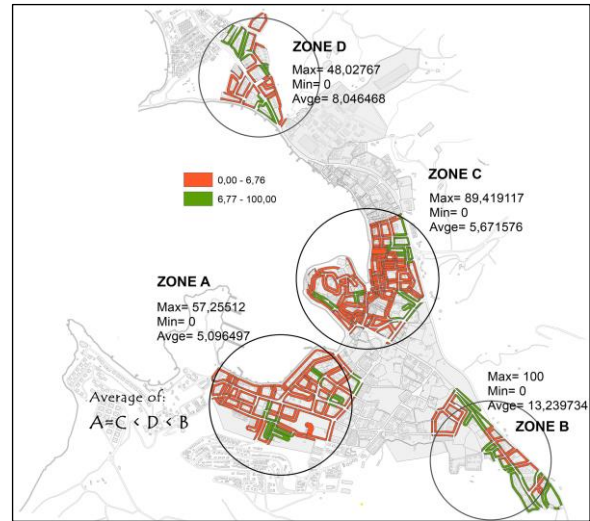 ZONE D
Max= 48,02767
Min= 0
Avge= 8,046468
0,00 - 6,76
6,77 - 100,00
ZONE C
Max= 89,419117
Min= 0
Avge= 5,671576
ZONE A
Max= 57,25512
Min= 0
Avge= 5,096497
Average of:
A=C < D < B
Max= 100
Min= 0
Avge= 13,239734
ZONE B